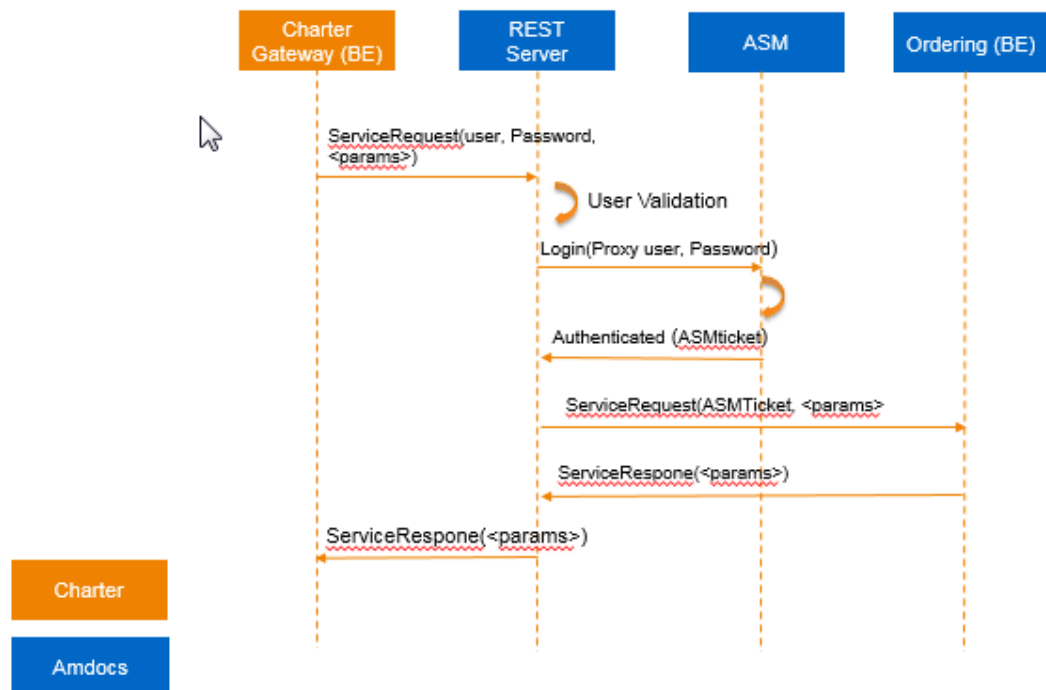 Charter
Gateway (BE)
REST
Server
ASM
Ordering (BE)
ServiceRequest(user, Password,
<params>)
User Validation
Login(Proxy user, Password)
Authenticated (ASMticket)
ServiceRequest(ASMTicket, <params>
ServiceRespone(<params>)
ServiceRespone(<params>)
Charter
Amdocs